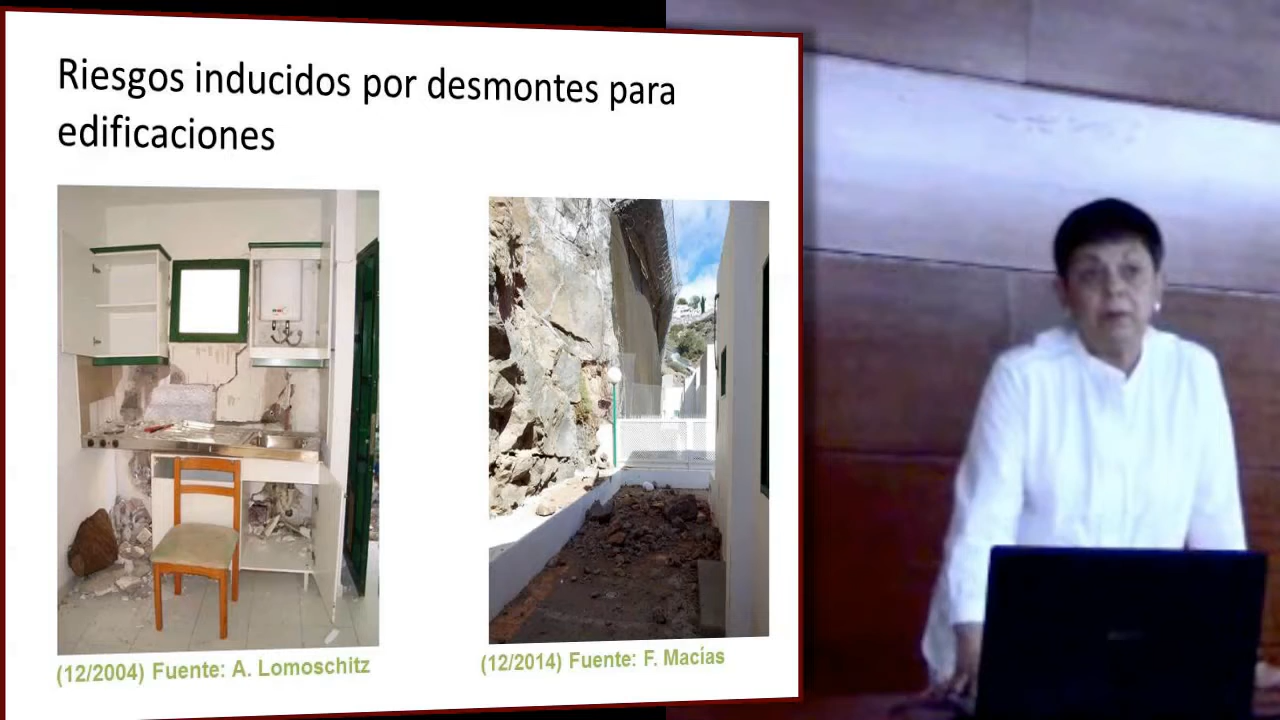 Riesgos inducidos por desmontes para
edificaciones
(12/2004) Fuente: A. Lomoschitz
(12/2014) Fuente: F. Macías